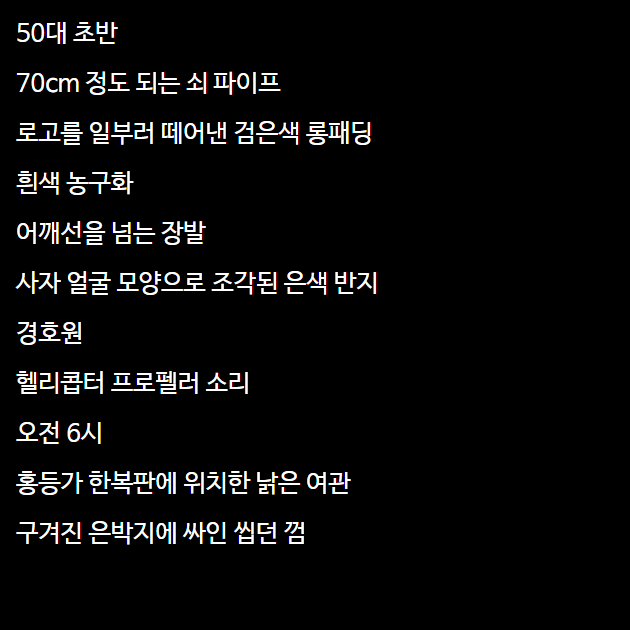 50대 초반
70cm 정도 되는 쇠 파이프
로고를 일부러 떼어낸 검은색 롱패딩
흰색 농구화
어깨선을 넘는 장발
사자 얼굴 모양으로 조각된 은색 반지
경호원
헬리콥터 프로펠러 소리
오전 6시
홍등가 한복판에 위치한 낡은 여관
구겨진 은박지에 싸인 씹던 껌